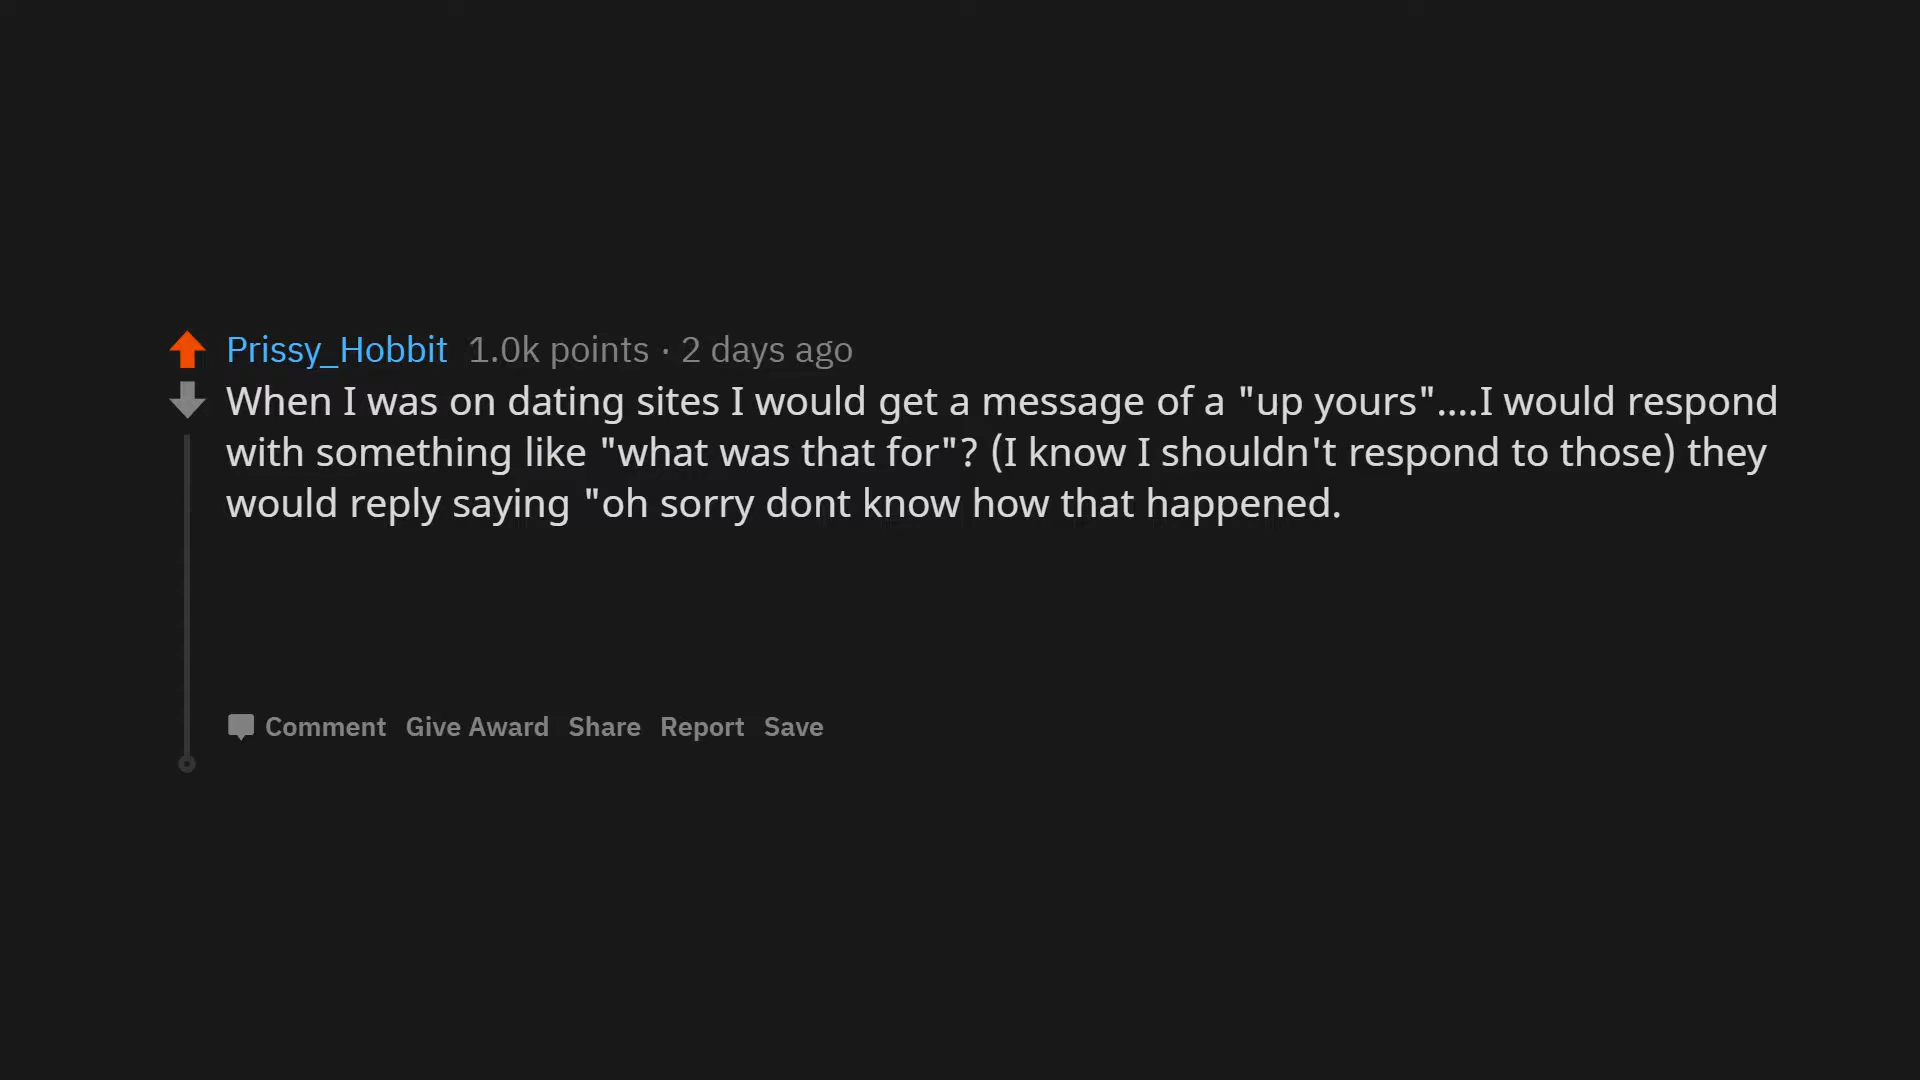 Prissy_Hobbit 1.0k points · 2 days ago
When I was on dating sites I would get a message of a "up yours"....I would respond
with something like "what was that for"? (I know I shouldn't respond to those) they
would reply saying "oh sorry dont know how that happened.
Comment Give Award Share Report Save